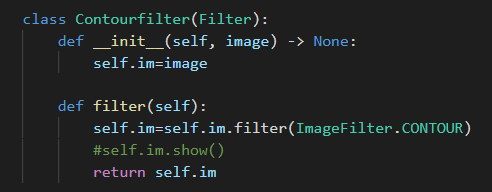 class Contourfilter(Filter):
    def __init__(self, image) -> None:
        self.im=image

    def filter(self):
        self.im=self.im.filter(ImageFilter.CONTOUR)
        #self.im.show()
        return self.im